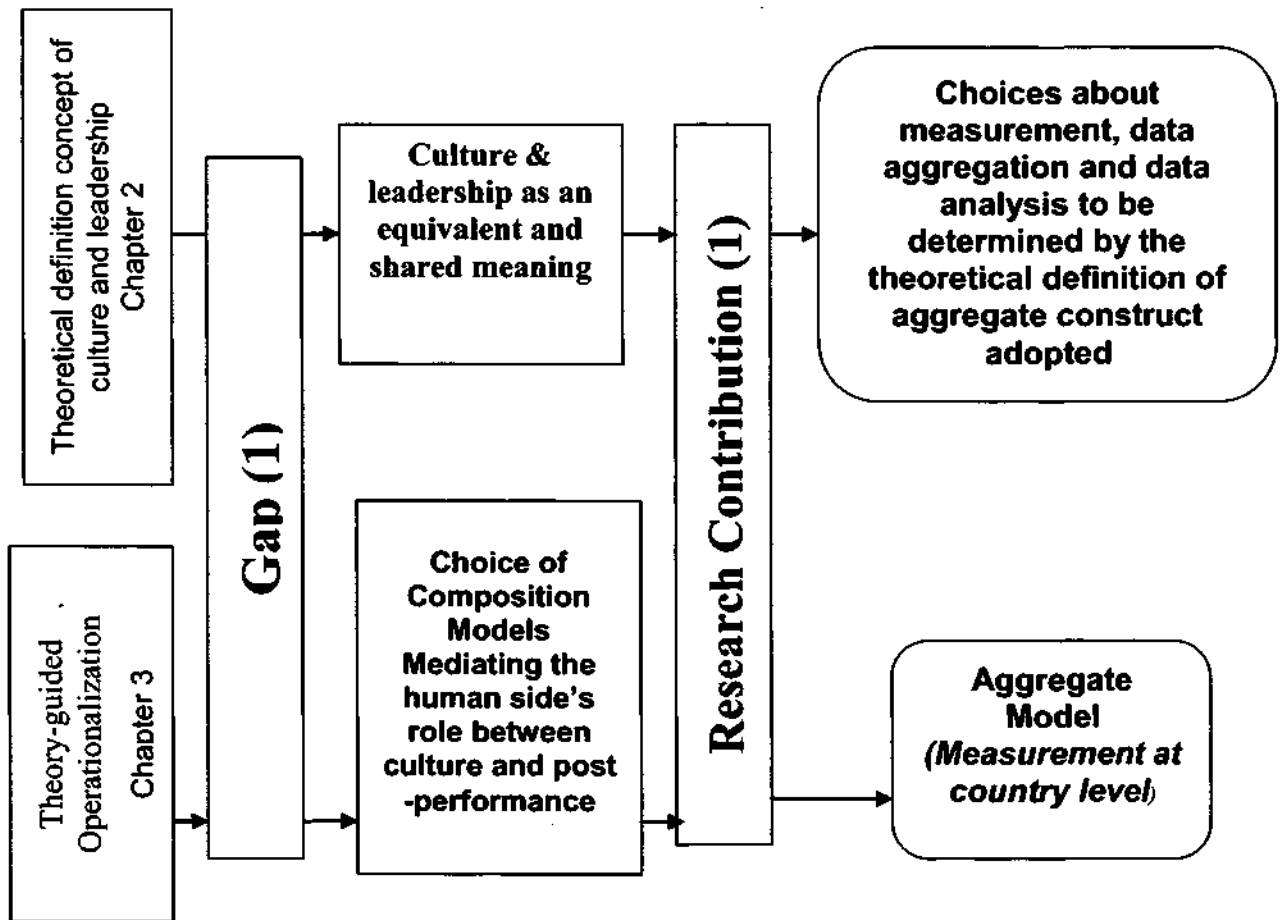 Theoretical definition concept of
culture and leadership
Chapter 2
Gap (1)
Culture &
leadership as an
equivalent and
shared meaning
Research Contribution (1)
Choices about
measurement, data
aggregation and data
analysis to be
determined by the
theoretical definition of
aggregate construct
adopted
Theory-guided
Operationalization
Chapter 3
Choice of
Composition
Models
Mediating the
human side's
role between
culture and post
-performance
Aggregate
Model
(Measurement at
country level)